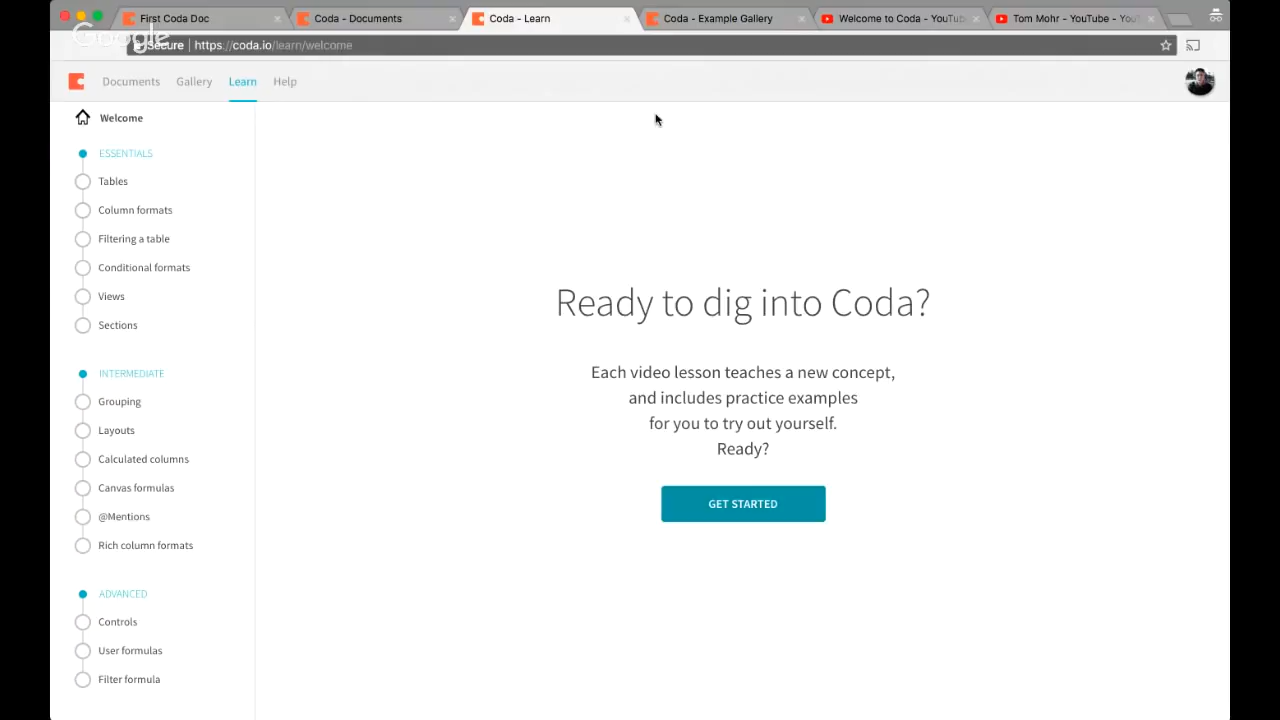 First Coda Doc
Coda - Documents
Coda - Learn
Coda - Example Gallery
Welcome to Coda - YouTub
Tom Mohr - YouTube - You
Google
Secure
https://coda.io/learn/welcome
Documents
Gallery
Learn
Help
Welcome
ESSENTIALS
Tables
Column formats
Filtering a table
Conditional formats
Views
Sections
INTERMEDIATE
Grouping
Layouts
Calculated columns
Canvas formulas
@Mentions
Rich column formats
ADVANCED
Controls
User formulas
Filter formula
Ready to dig into Coda?
Each video lesson teaches a new concept,
and includes practice examples
for you to try out yourself.
Ready?
GET STARTED